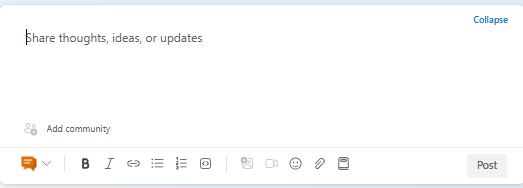 Collapse
Share thoughts, ideas, or updates
Add community
B I
Post